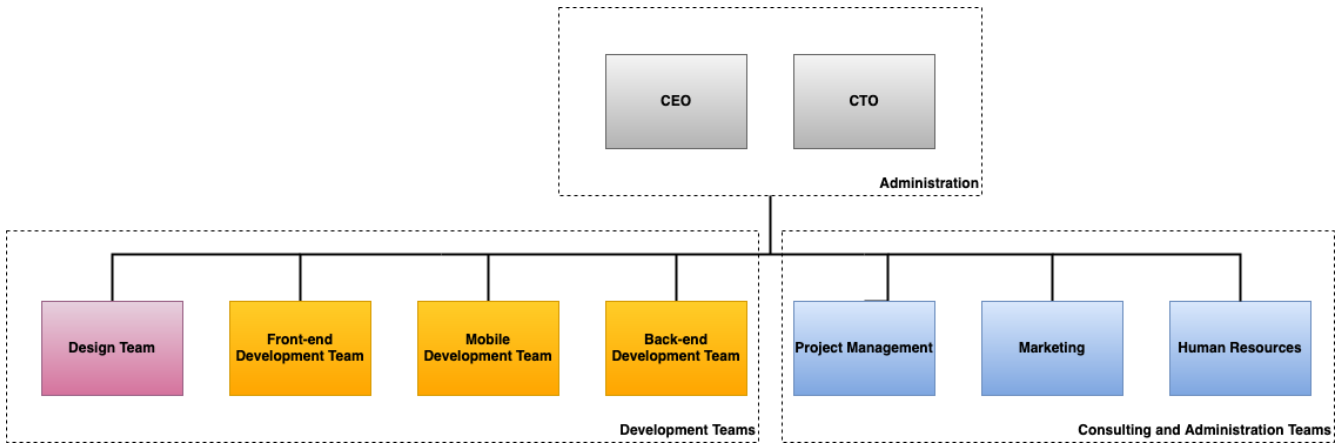 CEO
CTO
Administration
Design Team
Front-end
Development Team
Mobile
Development Team
Back-end
Development Team
Project Management
Marketing
Human Resources
Development Teams
Consulting and Administration Teams